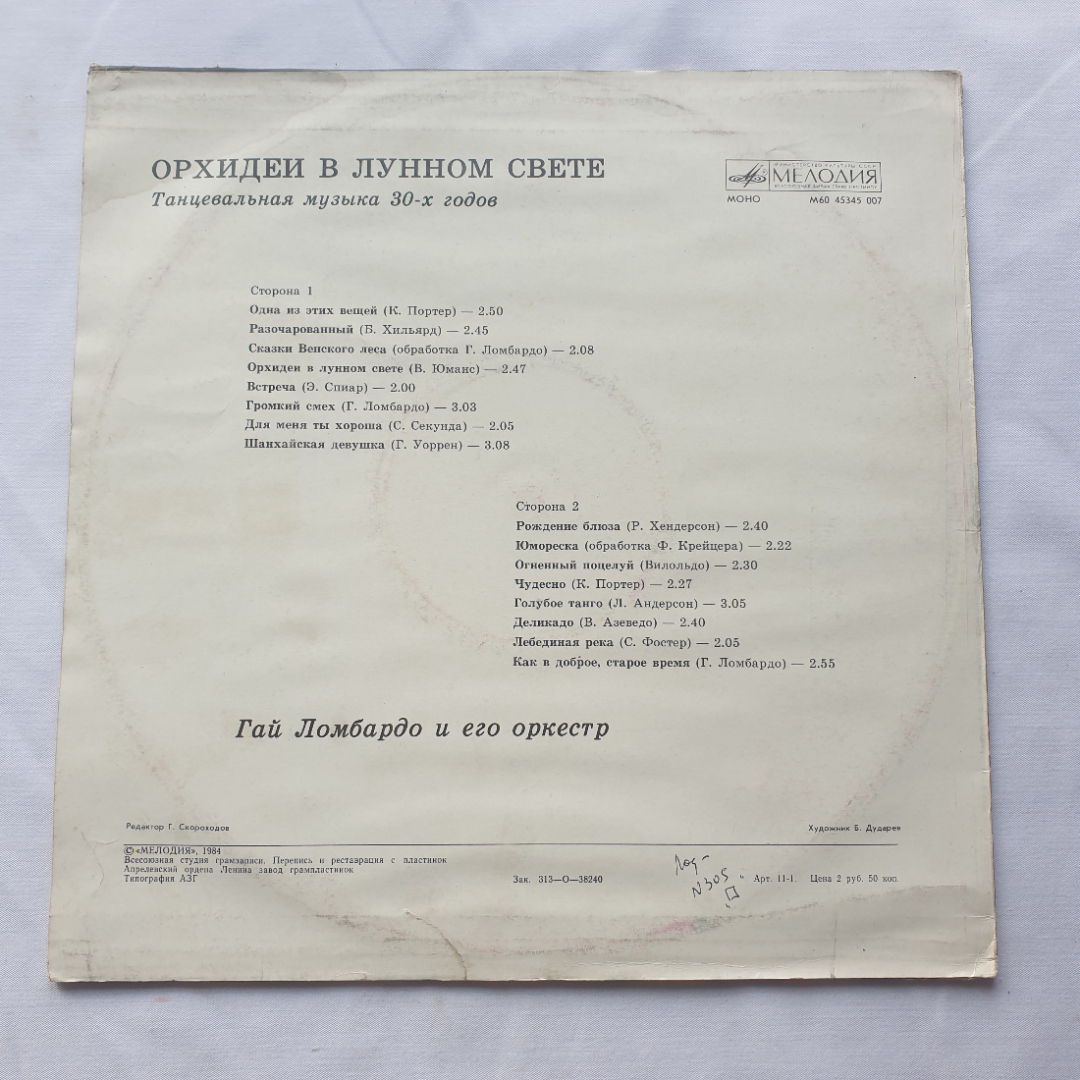 ОРХИДЕИ В ЛУННОМ СВЕТЕ
Танцевальная музыка 30-х годов
МИНИСТЕРСТВО КУЛЬТУРЫ СССР
МЕЛОДИЯ
МОНО М60 45345 007
Сторона 1
Одна из этих вещей (К. Портер) — 2.50
Разочарованный (Б. Хильярд) — 2.45
Сказки Венского леса (обработка Г. Ломбардо) — 2.08
Орхидеи в лунном свете (В. Юманс) — 2.47
Встреча (Э. Спиар) — 2.00
Громкий смех (Г. Ломбардо) — 3.03
Для меня ты хороша (С. Секунда) — 2.05
Шанхайская девушка (Г. Уоррен) — 3.08
Сторона 2
Рождение блюза (Р. Хендерсон) — 2.40
Юмореска (обработка Ф. Крейцера) — 2.22
Огненный поцелуй (Вилольдо) — 2.30
Чудесно (К. Портер) — 2.27
Голубое танго (Л. Андерсон) — 3.05
Деликадо (В. Азеведо) — 2.40
Лебединая река (С. Фостер) — 2.05
Как в доброе, старое время (Г. Ломбардо) — 2.55
Гай Ломбардо и его оркестр
Редактор Г. Скороходов
Художник Б. Дударев
© «МЕЛОДИЯ», 1984
Всесоюзная студия грамзаписи. Перепись и реставрация с пластинок
Апрелевский ордена Ленина завод грампластинок
Типография АЗГ
Зак. 313—О—38240
N305
Арт. 11-1. Цена 2 руб. 50 коп.